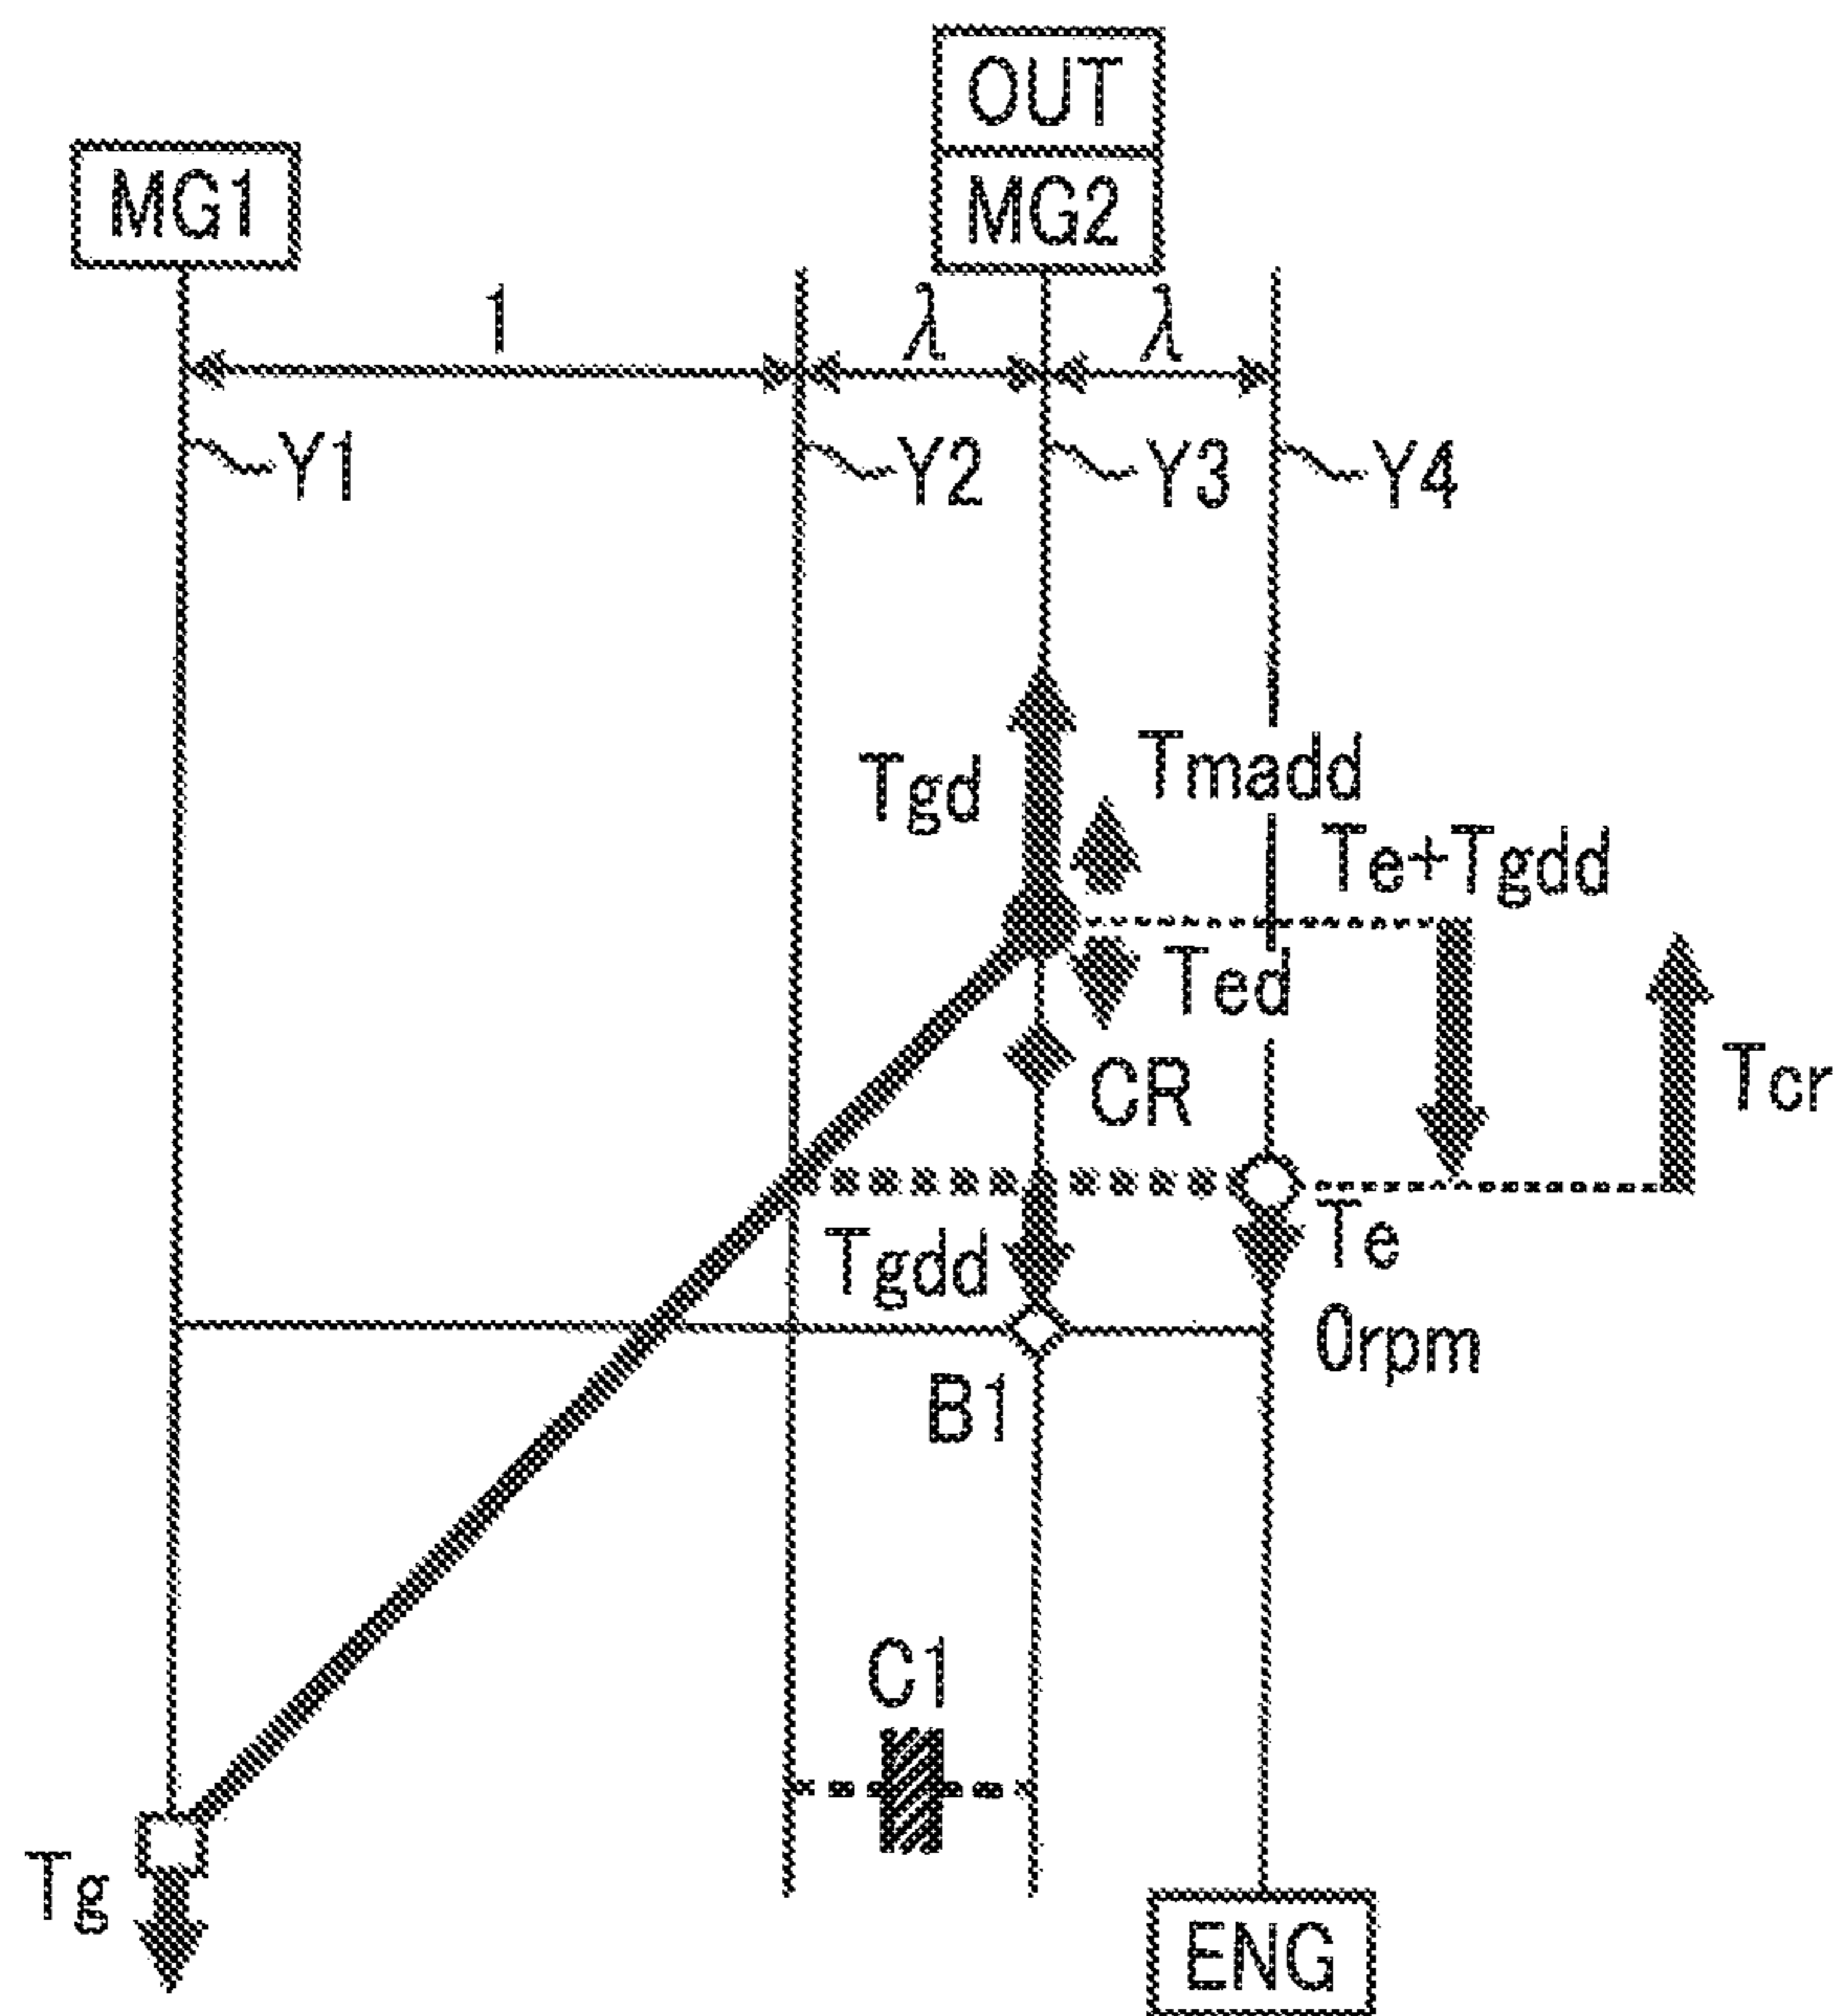 OUT
MG1
MG2
1
λ
λ
Y1
Y2
Y3
Y4
Tgd
Tmadd
Te+Tgdd
Ted
CR
Tcr
Tgdd
Te
0rpm
B1
C1
Tg
ENG